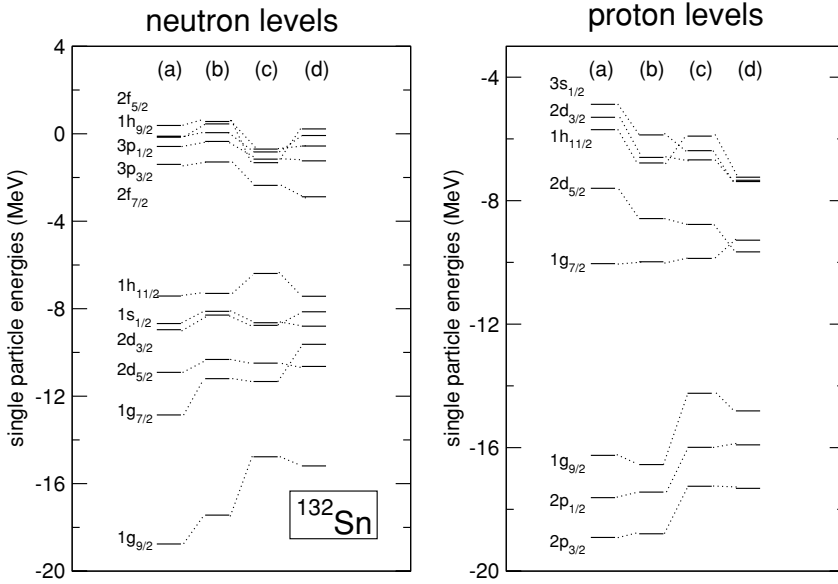 neutron levels
(a) (b) (c) (d)
single particle energies (MeV)
4
0
-4
-8
-12
-16
-20
2f5/2
1h9/2
3p1/2
3p3/2
2f7/2
1h11/2
1s1/2
2d3/2
2d5/2
1g7/2
1g9/2
132Sn
proton levels
(a) (b) (c) (d)
single particle energies (MeV)
-4
-8
-12
-16
-20
3s1/2
2d3/2
1h11/2
2d5/2
1g7/2
1g9/2
2p1/2
2p3/2